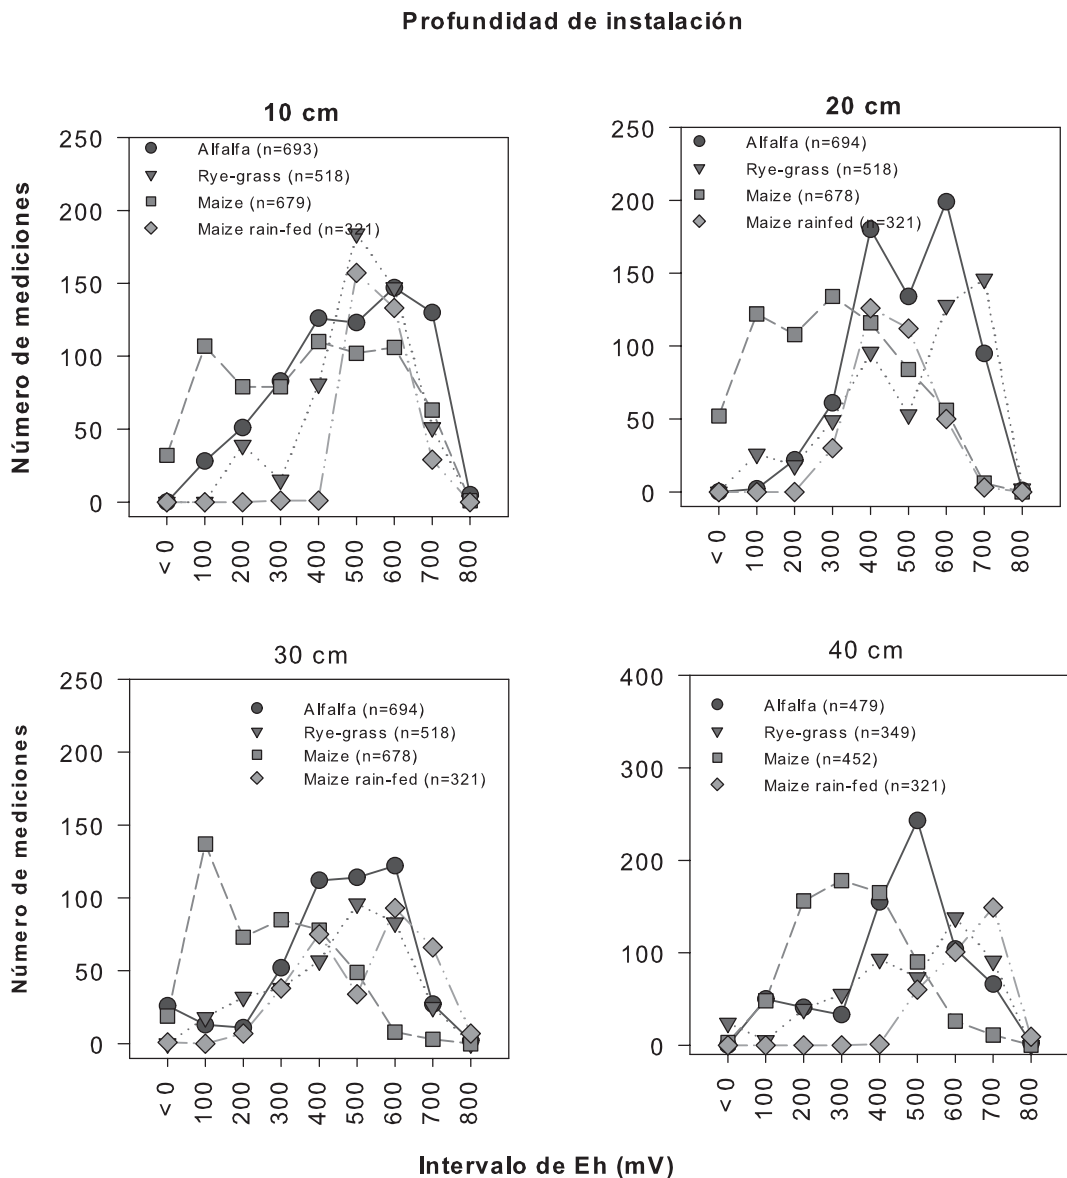 Profundidad de instalación
10 cm
250
200
150
100
50
0
Número de mediciones
Alfalfa (n=693)
Rye-grass (n=518)
Maize (n=679)
Maize rain-fed (n=321)
< 0
100
200
300
400
500
600
700
800
20 cm
250
200
150
100
50
0
Alfalfa (n=694)
Rye-grass (n=518)
Maize (n=678)
Maize rainfed (n=321)
< 0
100
200
300
400
500
600
700
800
30 cm
250
200
150
100
50
0
Número de mediciones
Alfalfa (n=694)
Rye-grass (n=518)
Maize (n=678)
Maize rain-fed (n=321)
< 0
100
200
300
400
500
600
700
800
40 cm
400
300
200
100
0
Alfalfa (n=479)
Rye-grass (n=349)
Maize (n=452)
Maize rain-fed (n=321)
< 0
100
200
300
400
500
600
700
800
Intervalo de Eh (mV)